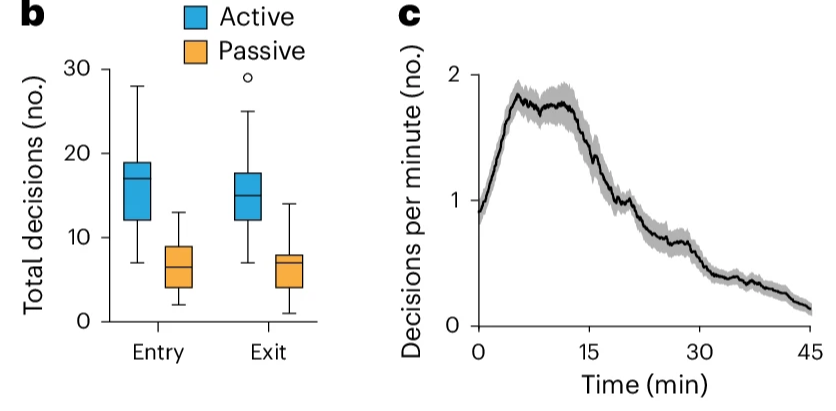 b
Active
Passive
Total decisions (no.)
30
20
10
0
Entry
Exit
c
Decisions per minute (no.)
2
1
0
0
15
30
45
Time (min)